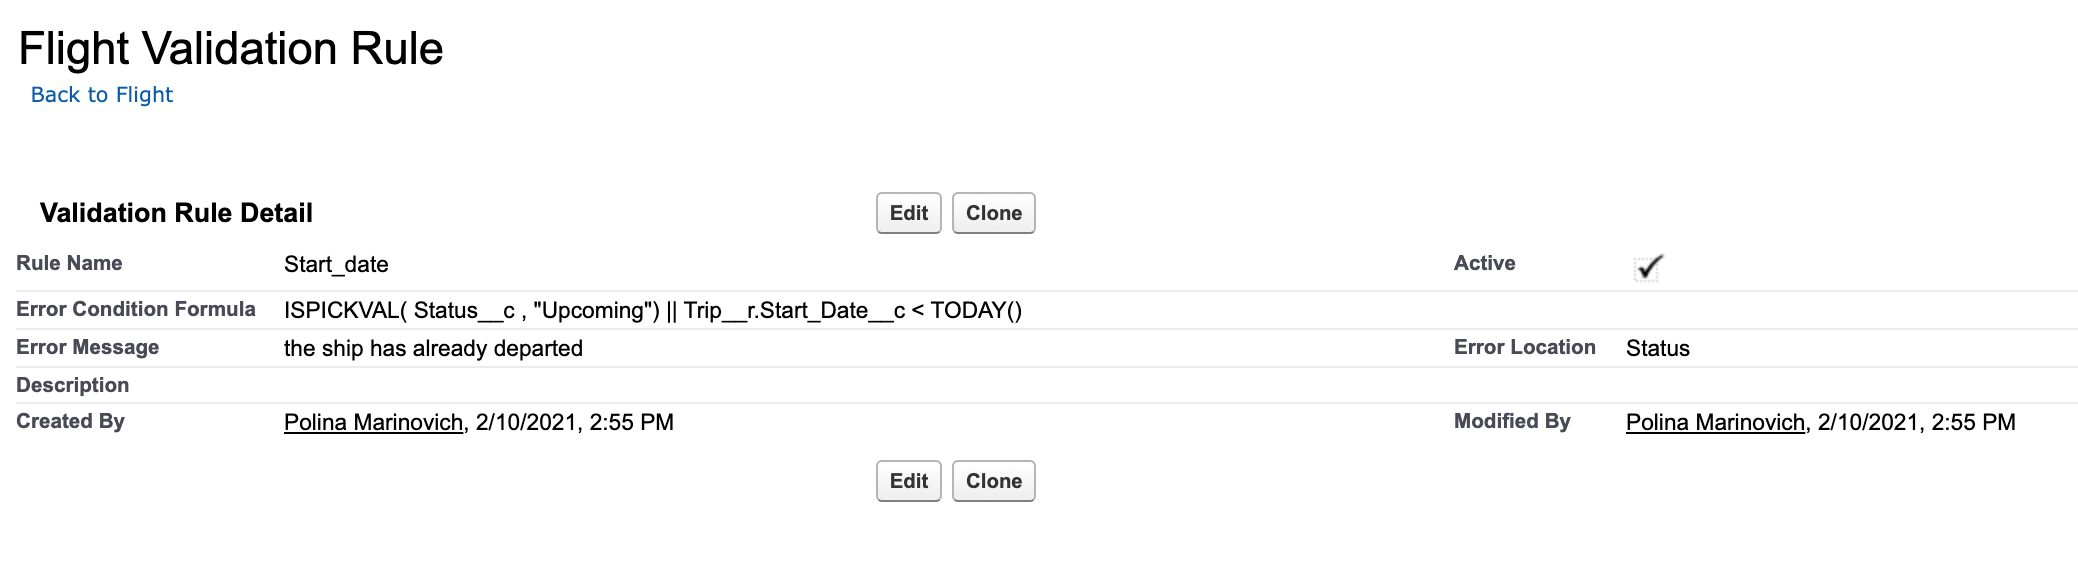 Flight Validation Rule
Back to Flight
Validation Rule Detail
Edit Clone
Rule Name Start_date Active
Error Condition Formula ISPICKVAL( Status__c , "Upcoming") || Trip__r.Start_Date__c < TODAY()
Error Message the ship has already departed Error Location Status
Description
Created By Polina Marinovich, 2/10/2021, 2:55 PM Modified By Polina Marinovich, 2/10/2021, 2:55 PM
Edit Clone